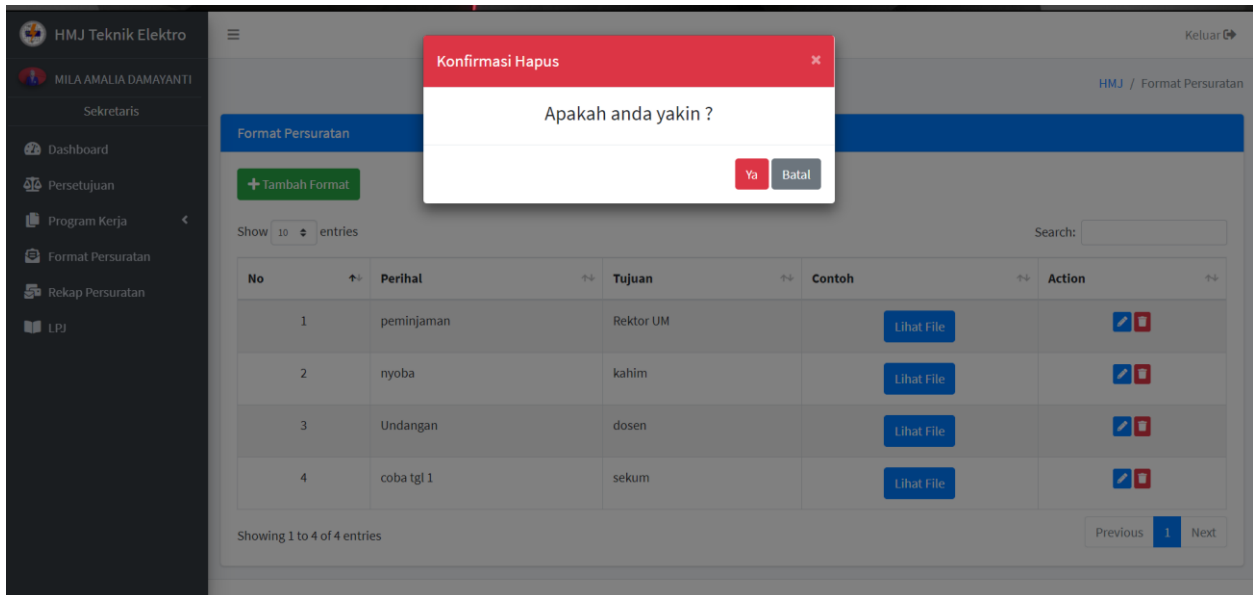 HMJ Teknik Elektro
Keluar
MILA AMALIA DAMAYANTI
Sekretaris
Dashboard
Persetujuan
Program Kerja
Format Persuratan
Rekap Persuratan
LPJ
Konfirmasi Hapus ×
Apakah anda yakin ?
Ya Batal
HMJ / Format Persuratan
Format Persuratan
Tambah Format
Show 10 entries
Search:
No Perihal Tujuan Contoh Action
1 peminjaman Rektor UM Lihat File
2 nyoba kahim Lihat File
3 Undangan dosen Lihat File
4 coba tgl 1 sekum Lihat File
Showing 1 to 4 of 4 entries
Previous 1 Next